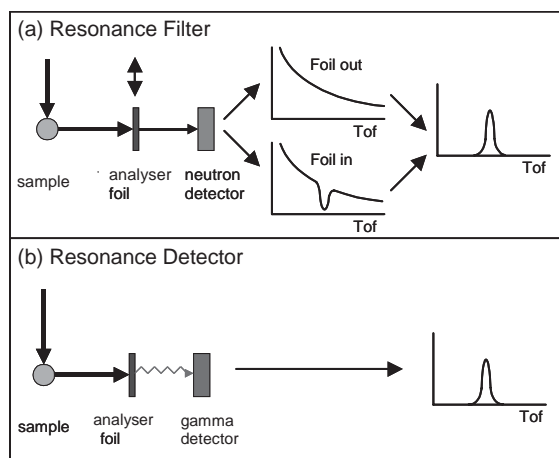 (a) Resonance Filter
Foil out
Tof
Foil in
Tof
Tof
sample
analyser
foil
neutron
detector
(b) Resonance Detector
Tof
sample
analyser
foil
gamma
detector